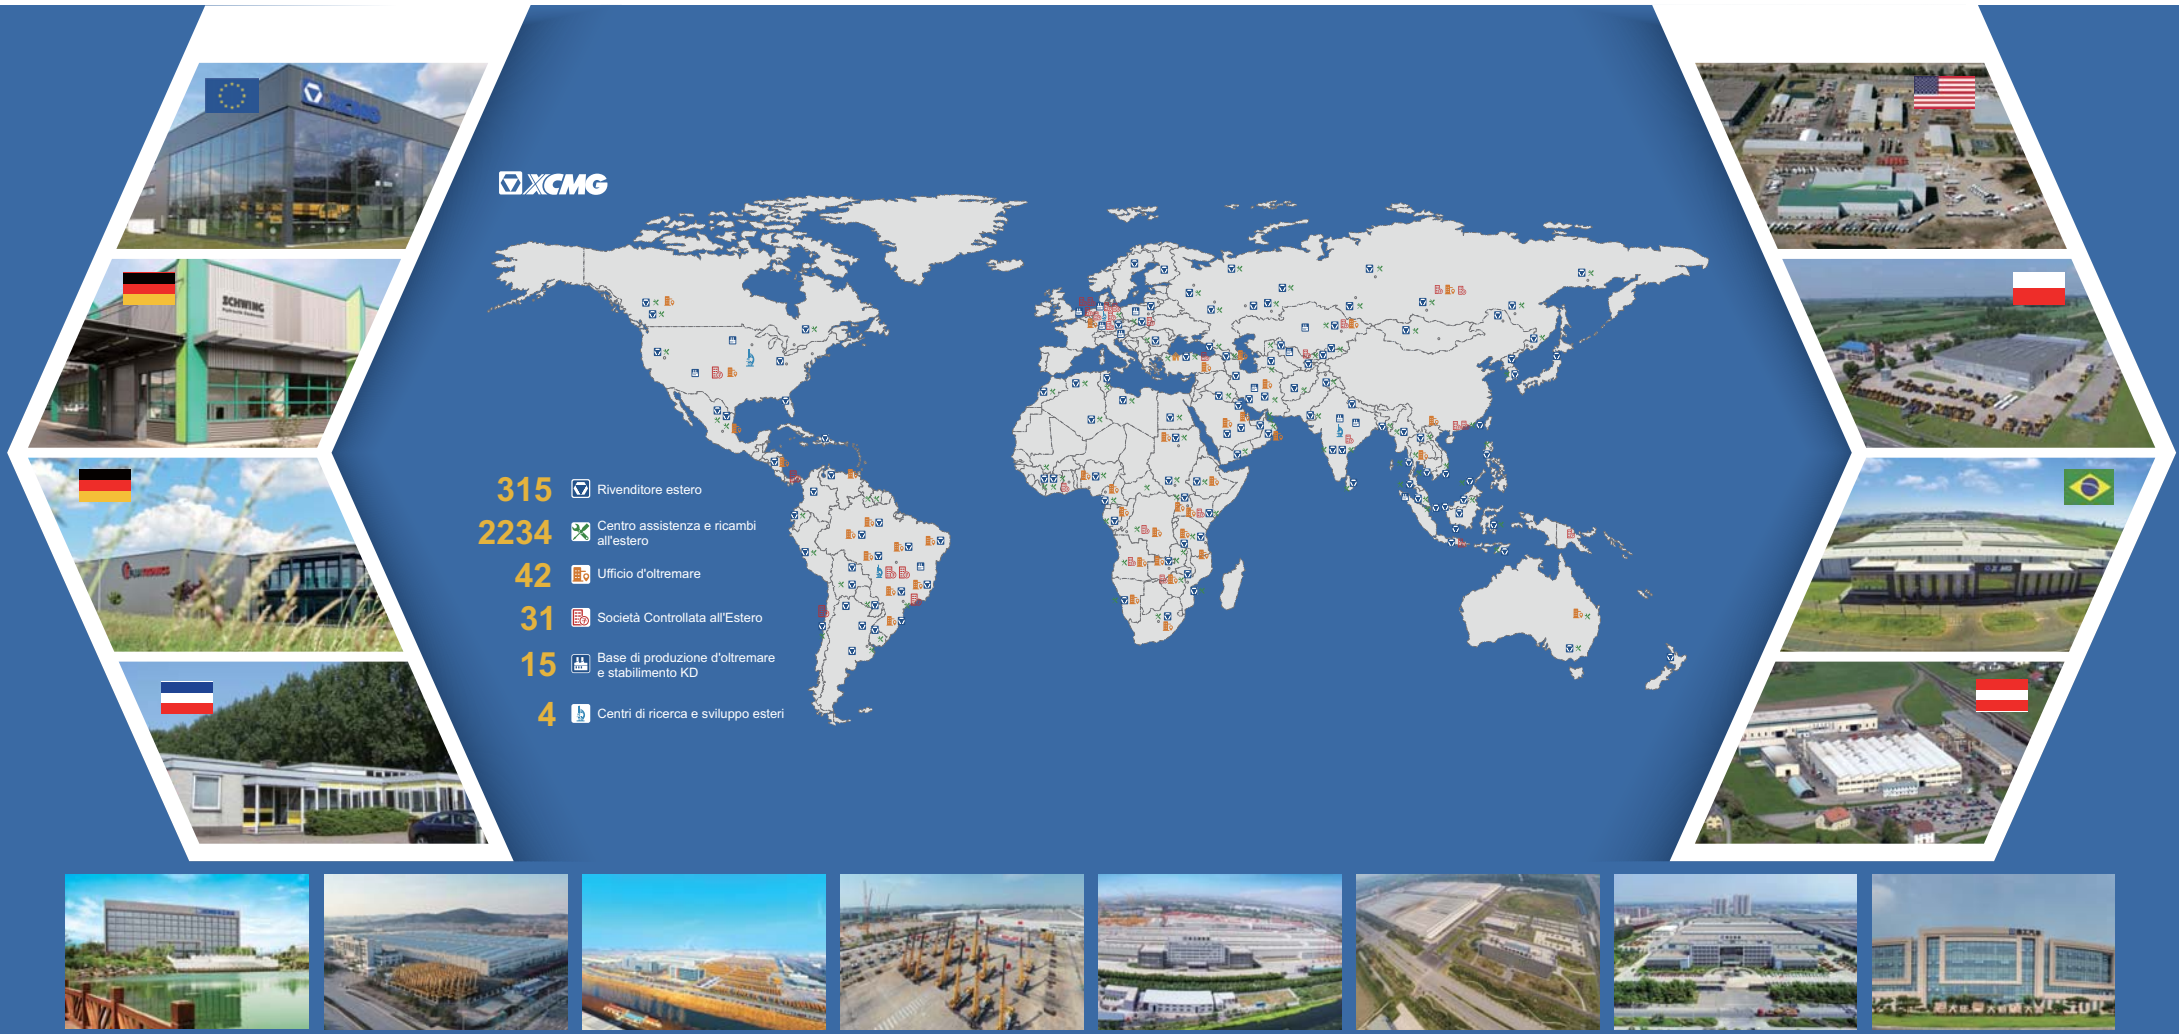 XCMG
SCHWING
XCMG
315 Rivenditore estero
2234 Centro assistenza e ricambi
all'estero
42 Ufficio d'oltremare
31 Società Controllata all'Estero
15 Base di produzione d'oltremare
e stabilimento KD
4 Centri di ricerca e sviluppo esteri